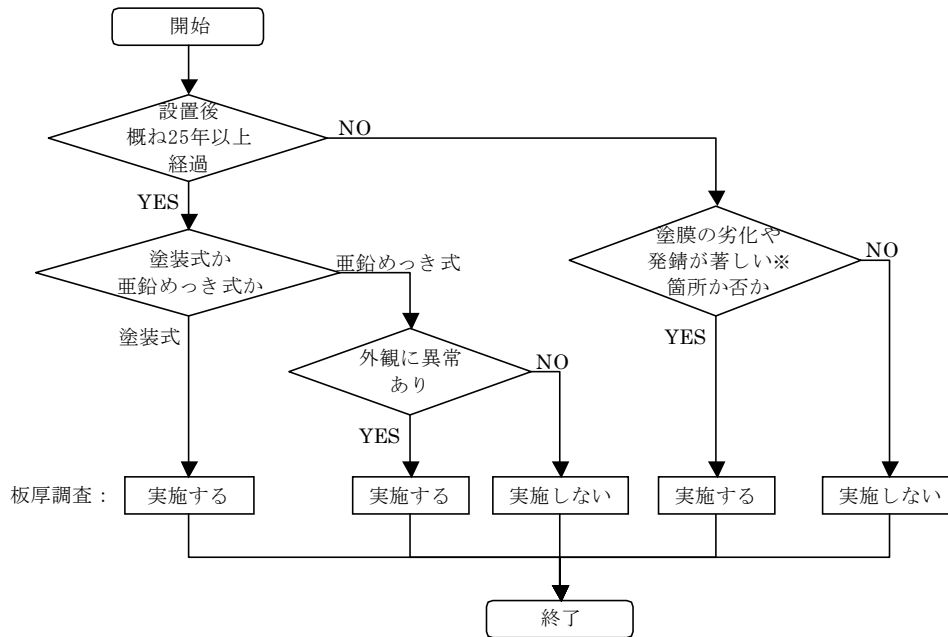 開始
設置後
概ね25年以上
経過
NO
YES
塗装式か
亜鉛めっき式か
亜鉛めっき式
塗膜の劣化や
発錆が著しい※
箇所か否か
NO
塗装式
YES
外観に異常
あり
NO
YES
板厚調査：
実施する
実施する
実施しない
実施する
実施しない
終了